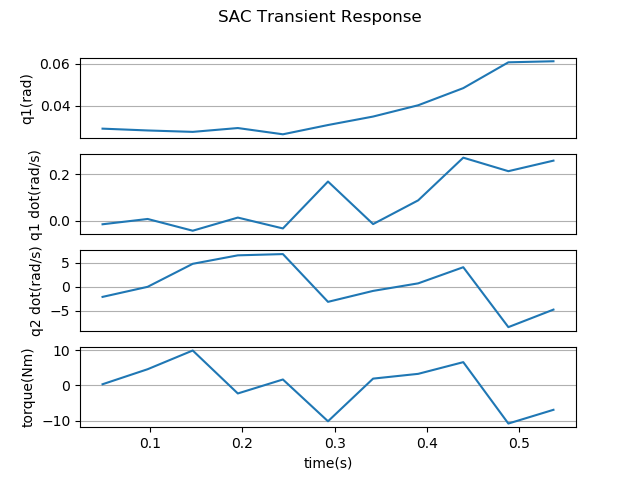 SAC Transient Response
q1(rad)
0.06
0.04
q1 dot(rad/s)
0.2
0.0
q2 dot(rad/s)
5
0
−5
torque(Nm)
10
0
−10
0.1 0.2 0.3 0.4 0.5
time(s)